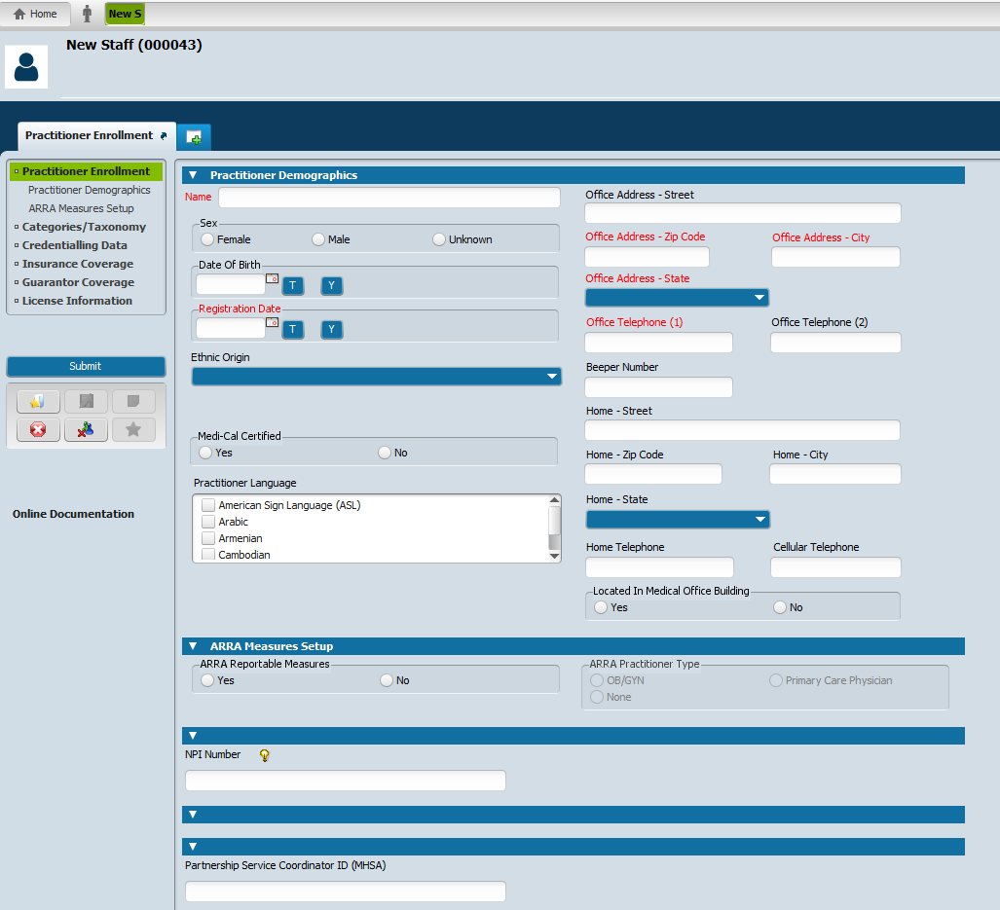 Home
New S
New Staff (000043)
Practitioner Enrollment
Practitioner Enrollment
Practitioner Demographics
ARRA Measures Setup
Categories/Taxonomy
Credentialling Data
Insurance Coverage
Guarantor Coverage
License Information
Submit
Online Documentation
Practitioner Demographics
Name
Sex
Female Male Unknown
Date Of Birth
T Y
Registration Date
T Y
Ethnic Origin
Medi-Cal Certified
Yes No
Practitioner Language
American Sign Language (ASL)
Arabic
Armenian
Cambodian
Office Address - Street
Office Address - Zip Code Office Address - City
Office Address - State
Office Telephone (1) Office Telephone (2)
Beeper Number
Home - Street
Home - Zip Code Home - City
Home - State
Home Telephone Cellular Telephone
Located In Medical Office Building
Yes No
ARRA Measures Setup
ARRA Reportable Measures
Yes No
ARRA Practitioner Type
OB/GYN Primary Care Physician
None
NPI Number
Partnership Service Coordinator ID (MHSA)